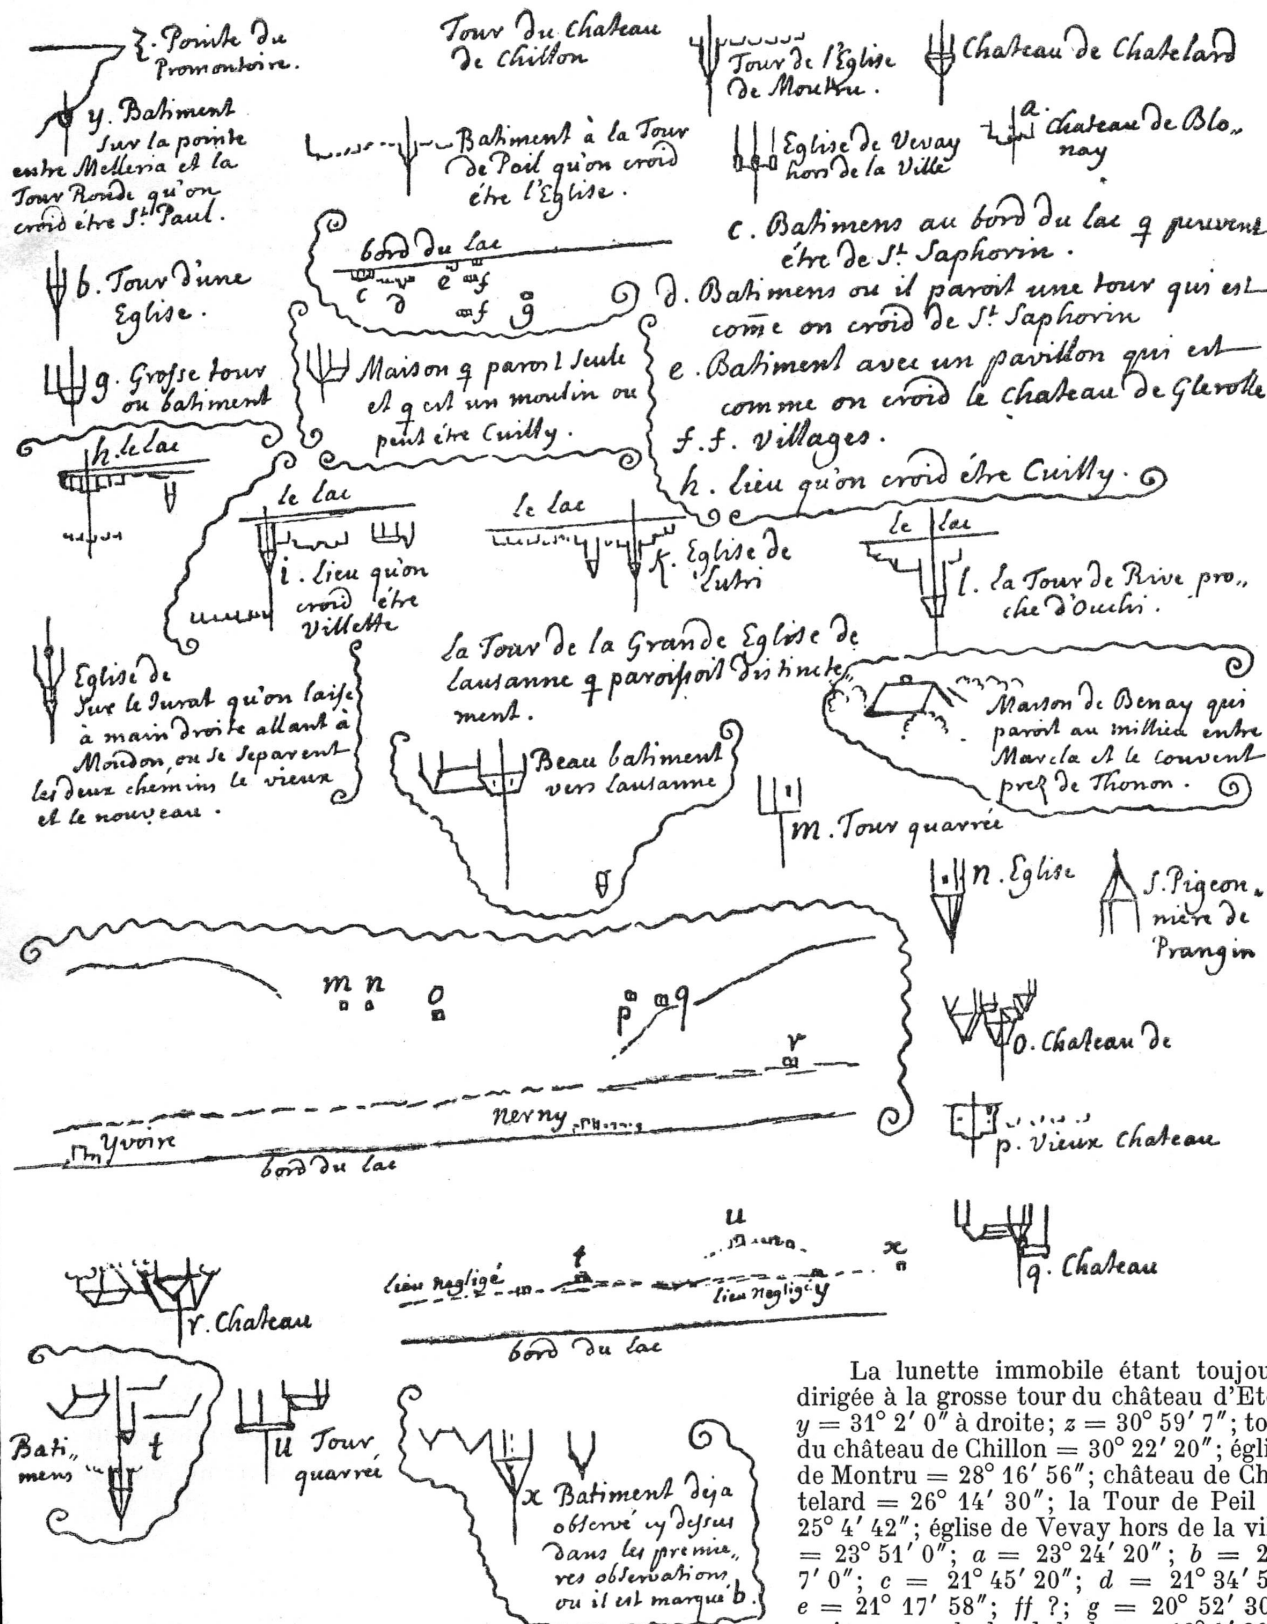 z. Pointe du
Promontoire.
y. Batiment
sur la pointe
entre Melleria et la
Tour Ronde qu'on
croid étre St. Paul.
Tour du Chateau
de Chillon
Tour de l'Eglise
de Moutru.
Chateau de Chatelard
Batiment à la Tour
de Peil qu'on croid
étre l'Eglise.
Eglise de Vevay
hors de la Ville
a. Chateau de Blo„
nay
b. Tour d'une
Eglise.
bord du lac
c d e f
f g
c. Batimens au bord du lac q peuvent
étre de St. Saphorin.
d. Batimens ou il paroit une tour qui est
com̄e on croid de St. Saphorin
e. Batiment avec un pavillon qui est
comme on croid le Chateau de Glerolle
f. f. villages.
h. lieu qu'on croid étre Cuilly.
g. Grosse tour
ou batiment
Maison q paroit seule
et q est un moulin ou
peut étre Cuilly.
h. le lac
le lac
i. lieu qu'on
croid étre
villette
le lac
k. Eglise de
Lutri
le lac
l. la Tour de Rive pro„
che d'Ouchi.
Eglise de
sur le Jurat qu'on laisse
à main droite allant à
Moudon, ou se separent
les deux chemins le vieux
et le nouveau.
la Tour de la Grande Eglise de
Lausanne q paroissoit distincte„
ment.
Beau batiment
vers lausanne
Maison de Benay qui
paroit au millieu entre
Marcla et le couvent
prez de Thonon.
m. Tour quarrée
n. Eglise
s. Pigeon„
niere de
Prangin
m n o p q
r
Yvoire
nerny
bord du lac
o. Chateau de
p. vieux chateau
q. Chateau
r. Chateau
lieu negligé
t
u
x
lieu negligé y
bord du lac
Bati„
mens
t
u Tour
quarrée
x Batiment deja
observé cy dessus
dans les premie„
res observations
ou il est marqué b.
La lunette immobile étant toujou
dirigée à la grosse tour du château d'Et
y = 31° 2′ 0″ à droite; z = 30° 59′ 7″; to
du château de Chillon = 30° 22′ 20″; égli
de Montru = 28° 16′ 56″; château de Ch
telard = 26° 14′ 30″; la Tour de Peil
25° 4′ 42″; église de Vevay hors de la vi
= 23° 51′ 0″; a = 23° 24′ 20″; b = 2
7′ 0″; c = 21° 45′ 20″; d = 21° 34′ 5
e = 21° 17′ 58″; ff ?; g = 20° 52′ 30